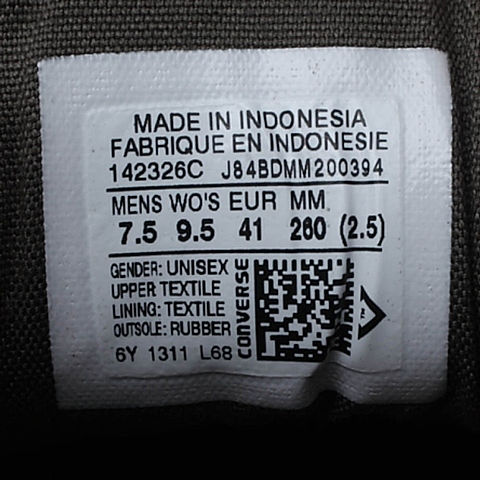 MADE IN INDONESIA
FABRIQUE EN INDONESIE
142326C J84BDMM200394
MENS WO'S EUR MM
7.5 9.5 41 260 (2.5)
GENDER: UNISEX
UPPER TEXTILE
LINING: TEXTILE
OUTSOLE: RUBBER
6Y 1311 L68
CONVERSE